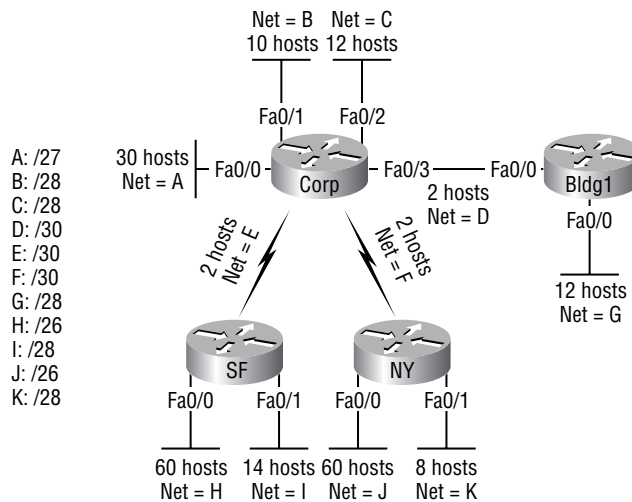 Net = B
10 hosts
Net = C
12 hosts
Fa0/1
Fa0/2
A: /27
B: /28
C: /28
D: /30
E: /30
F: /30
G: /28
H: /26
I: /28
J: /26
K: /28
30 hosts
Net = A
Fa0/0
Corp
Fa0/3
2 hosts
Net = D
Fa0/0
Bldg1
Fa0/0
12 hosts
Net = G
2 hosts
Net = E
2 hosts
Net = F
SF
Fa0/0
Fa0/1
NY
Fa0/0
Fa0/1
60 hosts
Net = H
14 hosts
Net = I
60 hosts
Net = J
8 hosts
Net = K